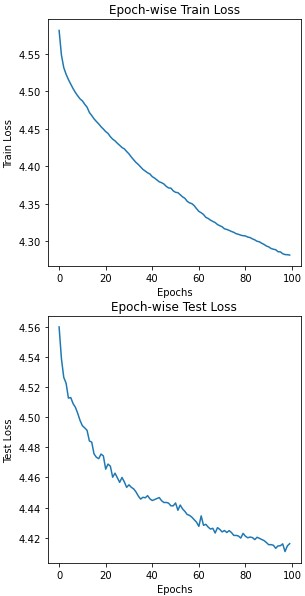 Epoch-wise Train Loss
4.55
4.50
4.45
4.40
4.35
4.30
Train Loss
0 20 40 60 80 100
Epochs
Epoch-wise Test Loss
4.56
4.54
4.52
4.50
4.48
4.46
4.44
4.42
Test Loss
0 20 40 60 80 100
Epochs